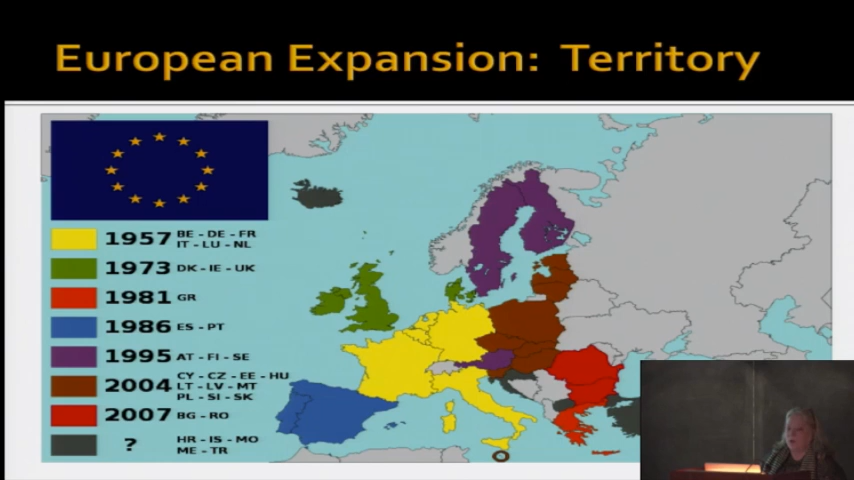 European Expansion: Territory
1957 BE - DE - FR
IT - LU - NL
1973 DK - IE - UK
1981 GR
1986 ES - PT
1995 AT - FI - SE
2004 CY - CZ - EE - HU
LT - LV - MT
PL - SI - SK
2007 BG - RO
? HR - IS - MO
ME - TR